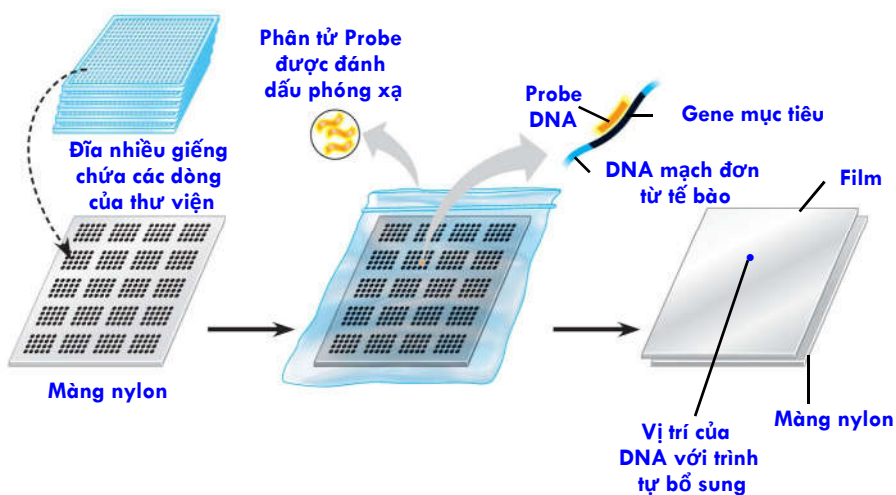 Phân tử Probe
được đánh
dấu phóng xạ
Đĩa nhiều giếng
chứa các dòng
của thư viện
Probe
DNA
Gene mục tiêu
DNA mạch đơn
từ tế bào
Film
Màng nylon
Màng nylon
Vị trí của
DNA với trình
tự bổ sung